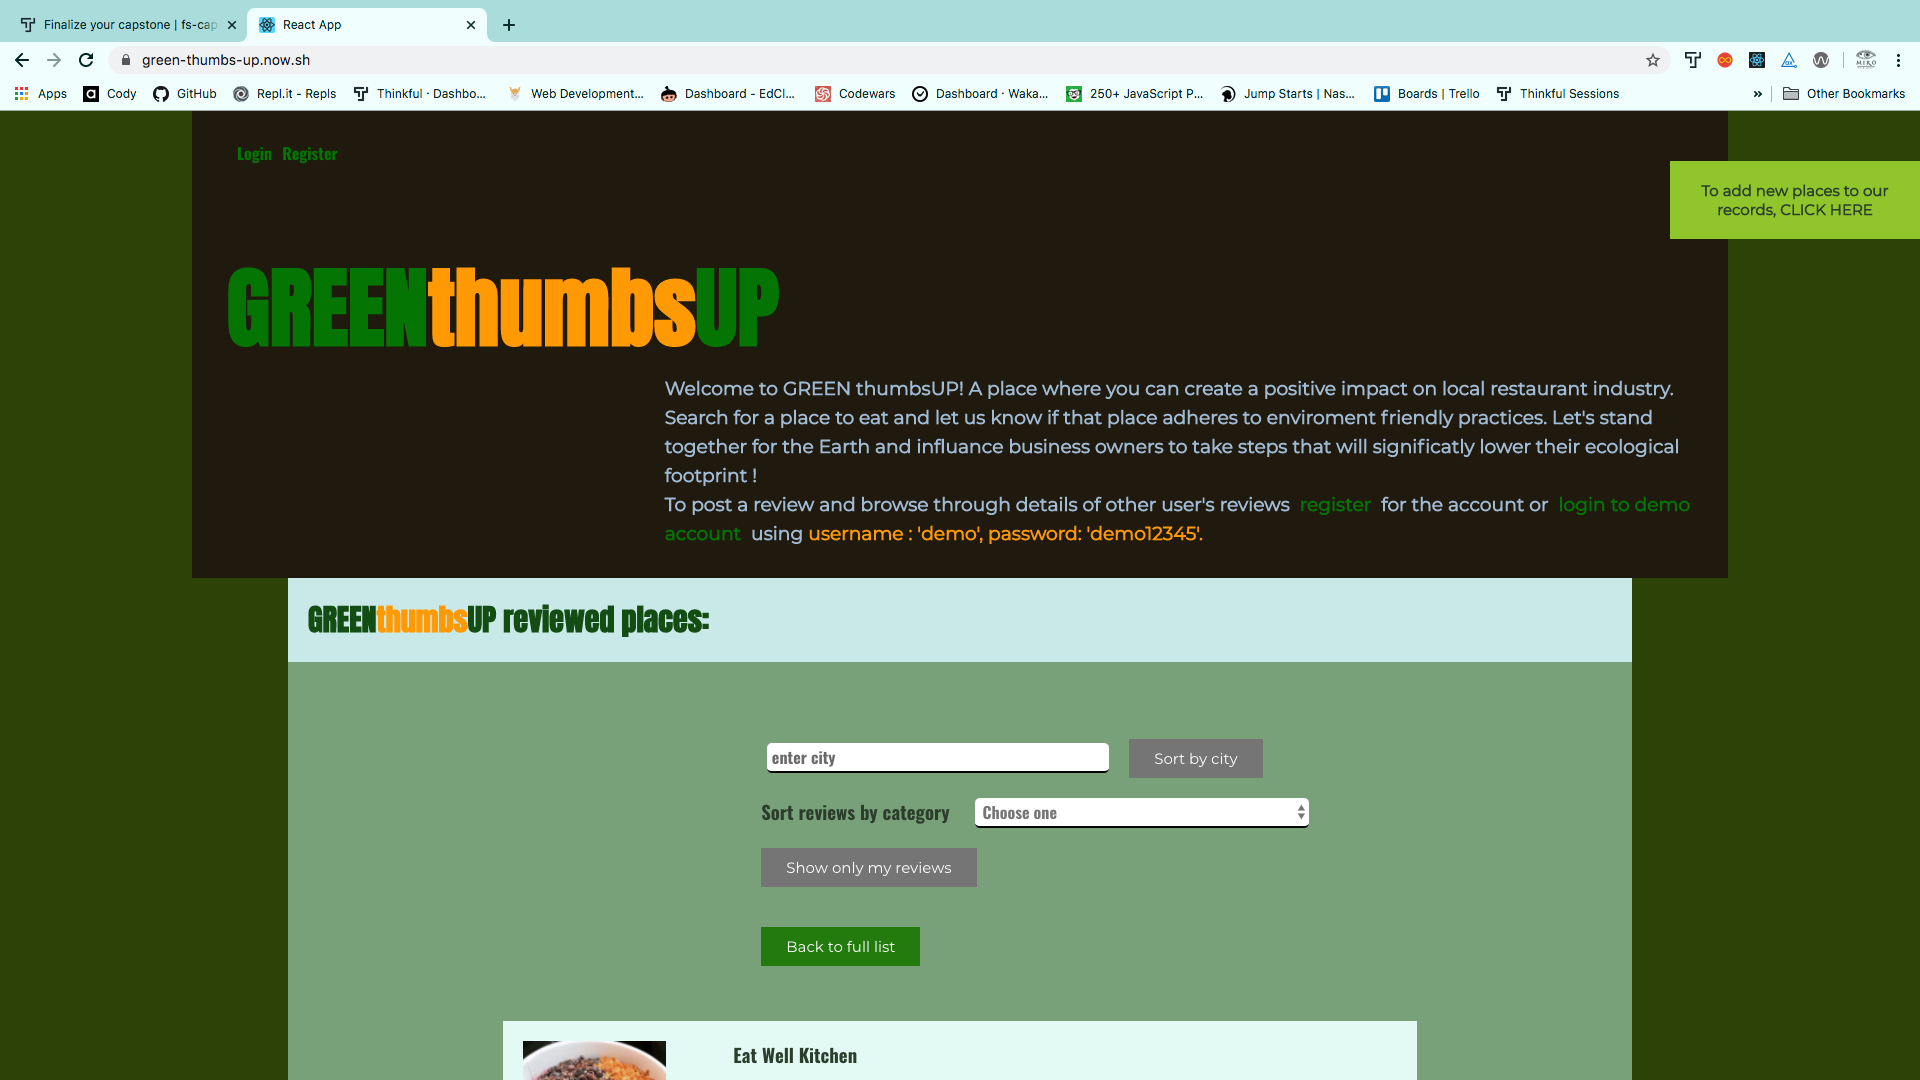 Finalize your capstone | fs-cap
React App
green-thumbs-up.now.sh
Apps
Cody
GitHub
Repl.it - Repls
Thinkful · Dashbo...
Web Development...
Dashboard - EdCl...
Codewars
Dashboard · Waka...
250+ JavaScript P...
Jump Starts | Nas...
Boards | Trello
Thinkful Sessions
»
Other Bookmarks
Login Register
To add new places to our
records, CLICK HERE
GREENthumbsUP
Welcome to GREEN thumbsUP! A place where you can create a positive impact on local restaurant industry.
Search for a place to eat and let us know if that place adheres to enviroment friendly practices. Let's stand
together for the Earth and influance business owners to take steps that will significatly lower their ecological
footprint !
To post a review and browse through details of other user's reviews register for the account or login to demo
account using username : 'demo', password: 'demo12345'.
GREENthumbsUP reviewed places:
enter city
Sort by city
Sort reviews by category
Choose one
Show only my reviews
Back to full list
Eat Well Kitchen